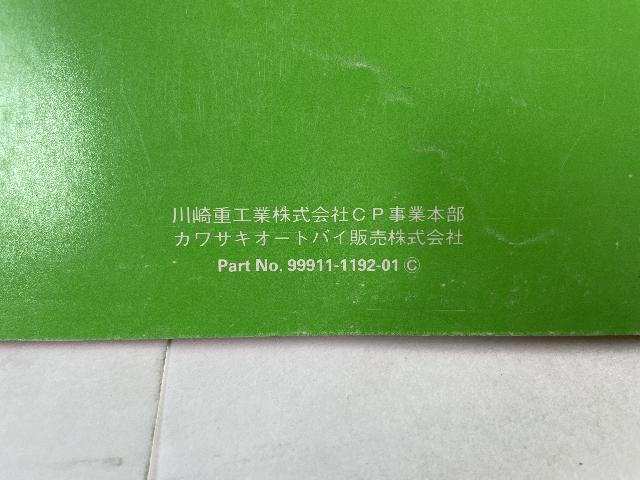 川崎重工業株式会社CP事業本部
カワサキオートバイ販売株式会社
Part No. 99911-1192-01 ©